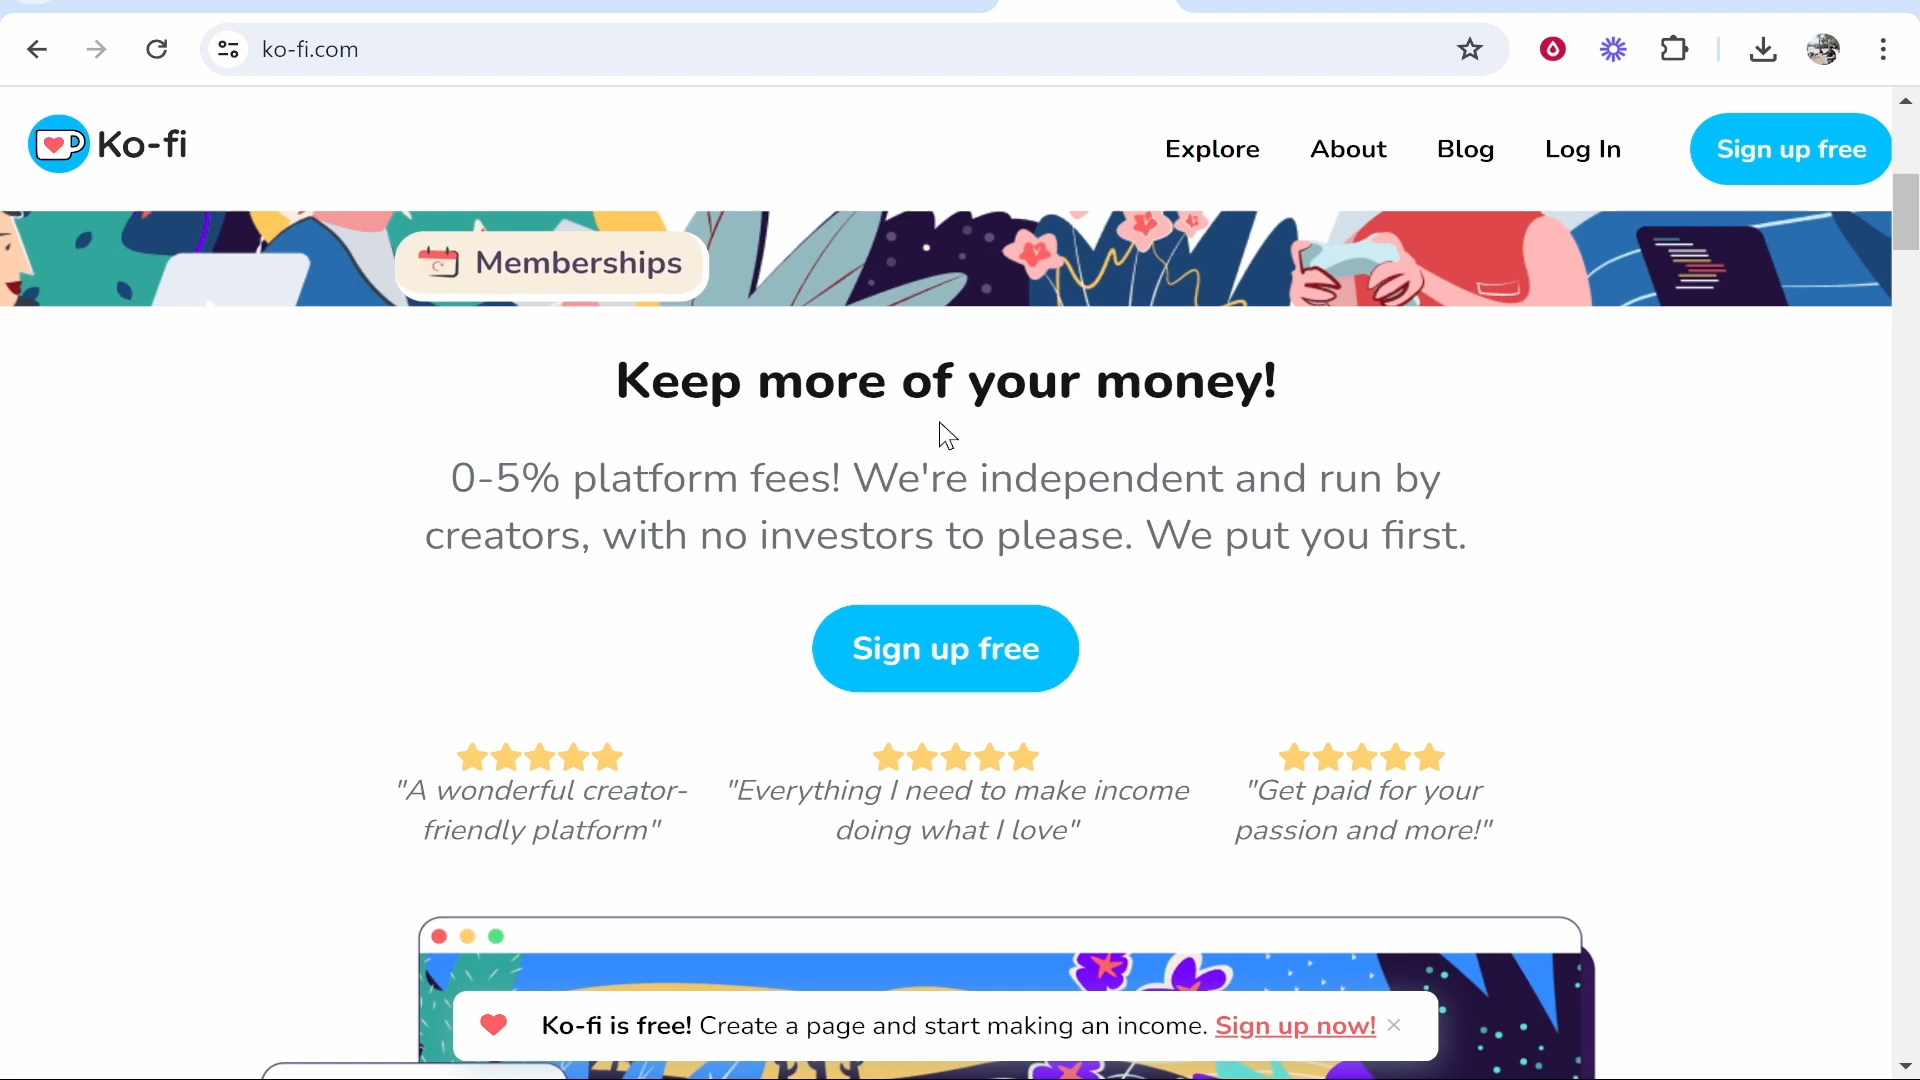 ko-fi.com
Ko-fi
Explore
About
Blog
Log In
Sign up free
Memberships
Keep more of your money!
0-5% platform fees! We're independent and run by
creators, with no investors to please. We put you first.
Sign up free
"A wonderful creator-
friendly platform"
"Everything I need to make income
doing what I love"
"Get paid for your
passion and more!"
Ko-fi is free! Create a page and start making an income. Sign up now!